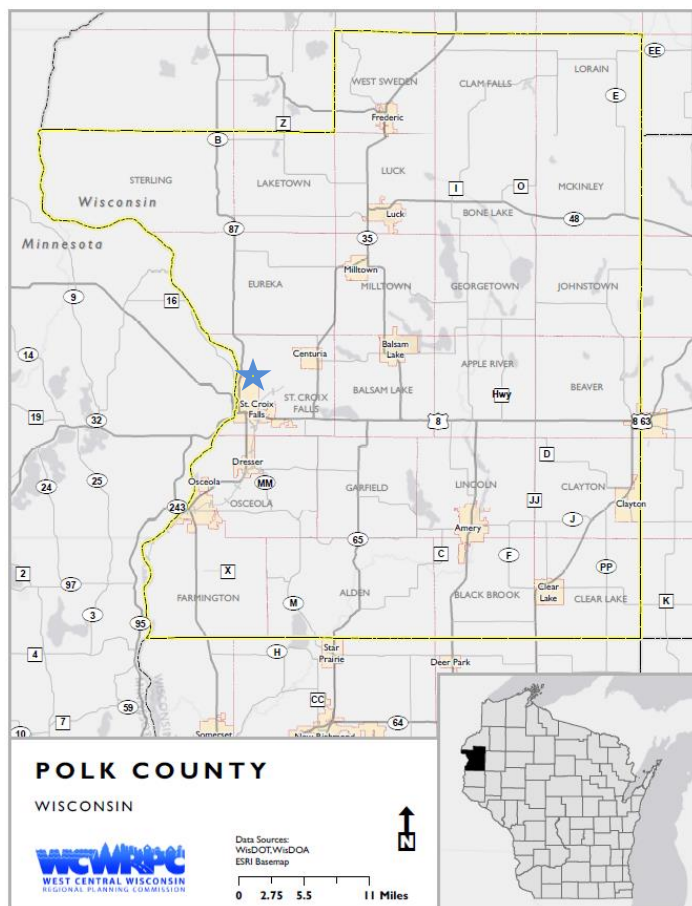 EE
WEST SWEDEN
CLAM FALLS
LORAIN
E
Frederic
Z
B
STERLING
LAKETOWN
LUCK
I
O
MCKINLEY
Wisconsin
Minnesota
BONE LAKE
48
Luck
87
35
Milltown
EUREKA
MILLTOWN
GEORGETOWN
JOHNSTOWN
9
16
14
Centuria
Balsam
Lake
APPLE RIVER
BEAVER
BALSAM LAKE
Hwy
ST. CROIX
FALLS
St. Croix
Falls
19
32
8
8 63
Dresser
D
24
25
Osceola
MM
GARFIELD
LINCOLN
CLAYTON
JJ
Clayton
243
OSCEOLA
Amery
J
65
C
F
PP
2
X
97
FARMINGTON
M
ALDEN
BLACK BROOK
Clear
Lake
CLEAR LAKE
K
3
95
4
H
Star
Prairie
Deer Park
WISCONSIN
59
CC
7
10
Somerset
New Richmond
64
POLK COUNTY
WISCONSIN
N
WCWRPC
WEST CENTRAL WISCONSIN
REGIONAL PLANNING COMMISSION
Data Sources:
WisDOT,WisDOA
ESRI Basemap
0 2.75 5.5 11 Miles